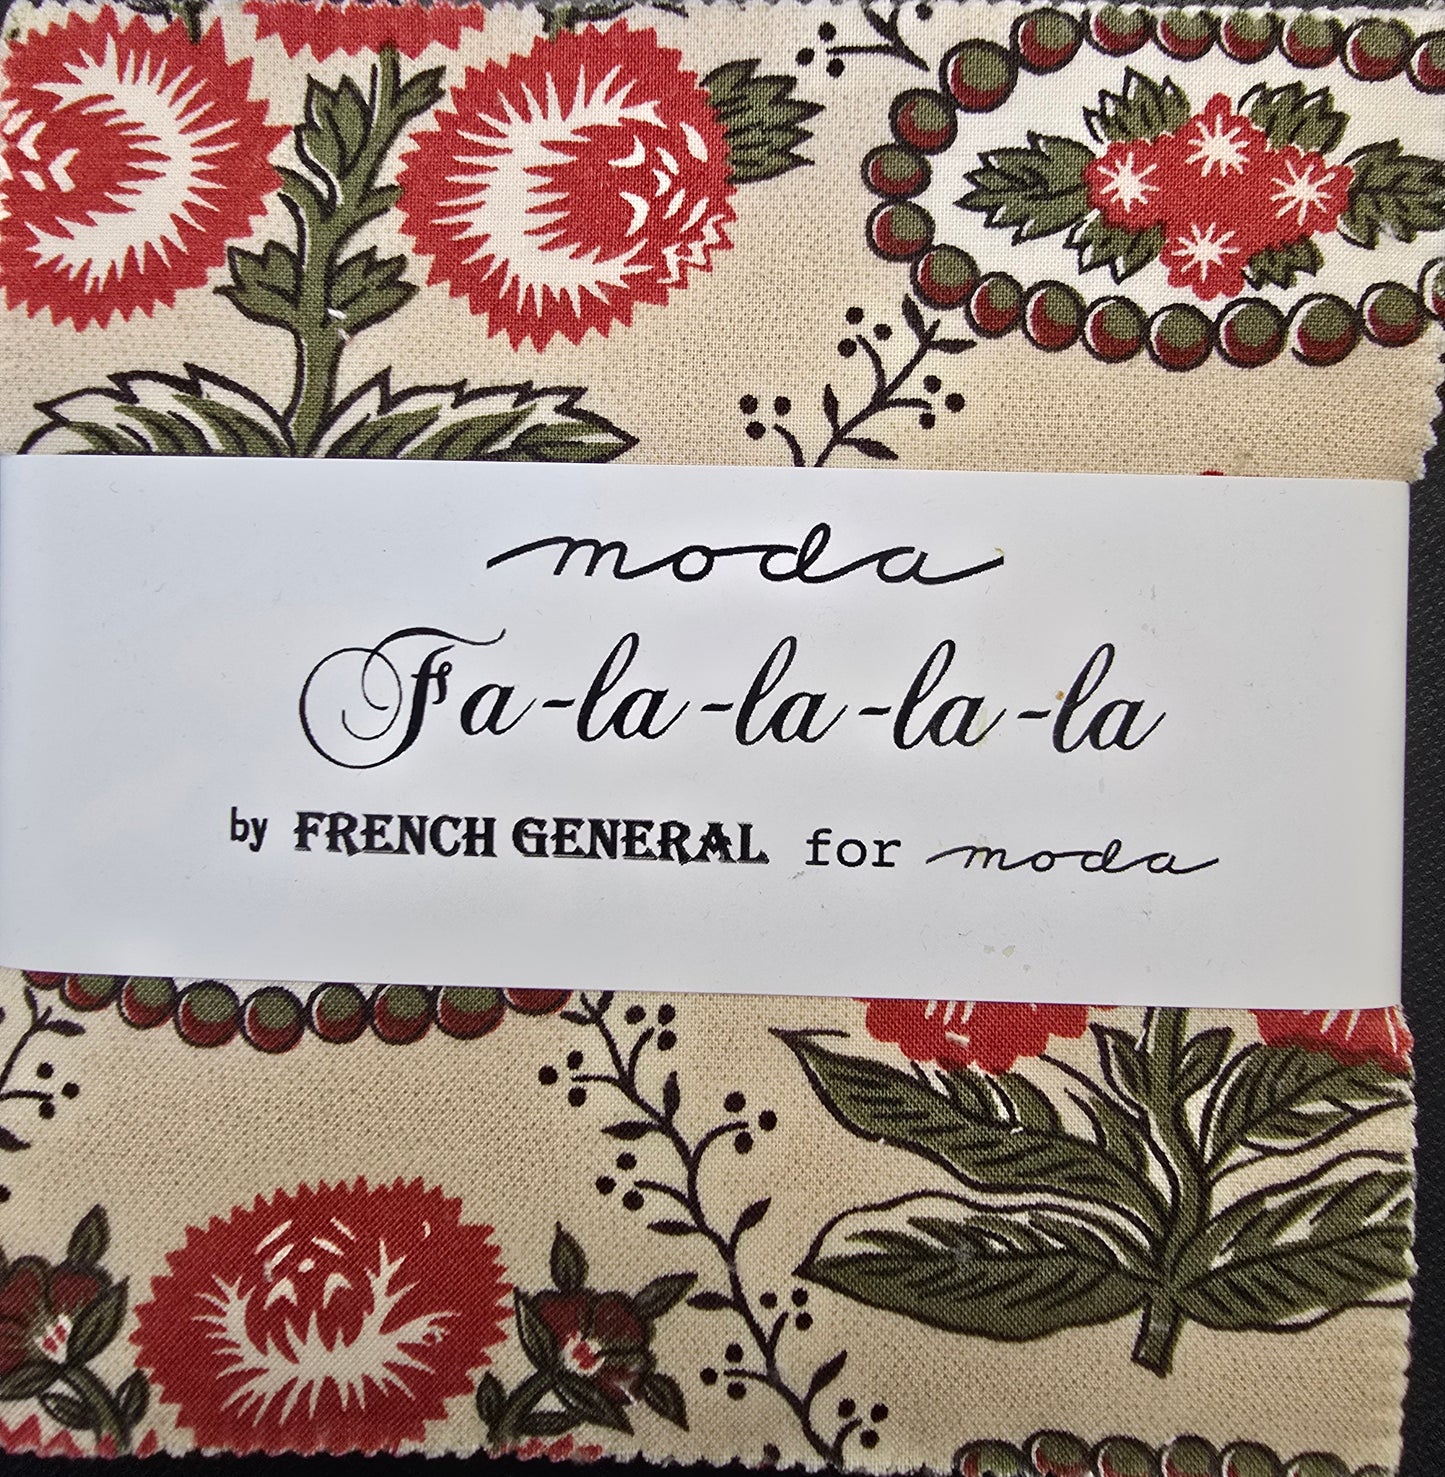 moda
Fa-la-la-la-la
by FRENCH GENERAL for moda